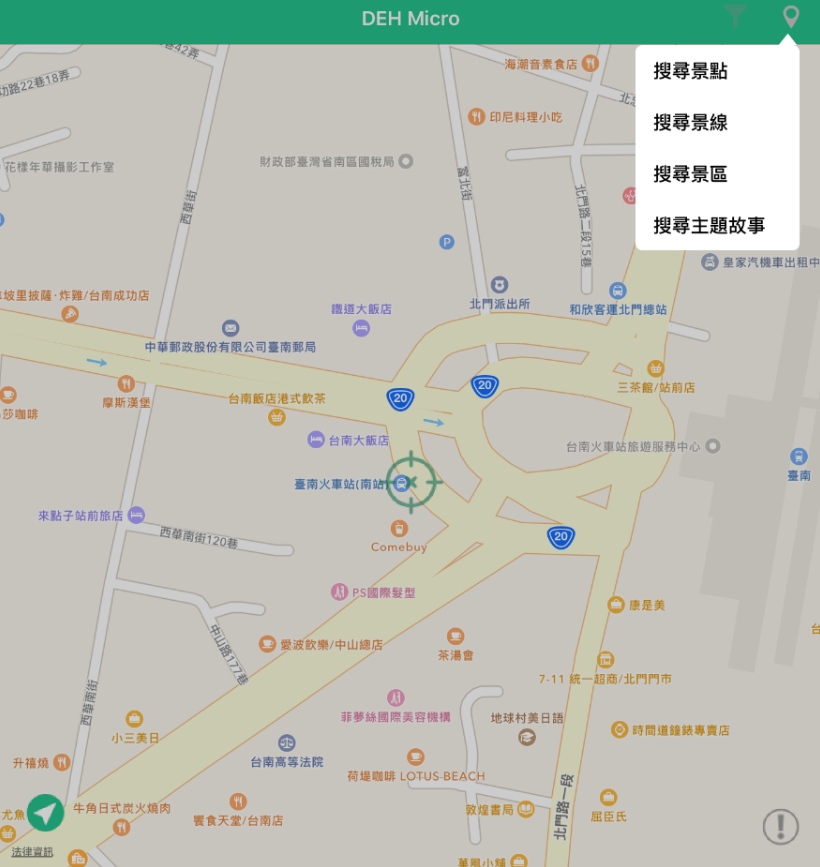 DEH Micro
搜尋景點
搜尋景線
搜尋景區
搜尋主題故事
巷42弄
功路22巷18弄
海潮音素食店
印尼料理小吃
花樣年華攝影工作室
財政部臺灣省南區國稅局
西華街
富北街
北門路二段15巷
P
皇家汽機車出租中
北門派出所
和欣客運北門總站
坡里披薩·炸雞/台南成功店
鐵道大飯店
中華郵政股份有限公司臺南郵局
摩斯漢堡
台南飯店港式飲茶
20
20
三茶館/站前店
莎咖啡
台南大飯店
台南火車站旅遊服務中心
臺南
臺南火車站(南站)
來點子站前旅店
西華南街120巷
Comebuy
20
PS國際髮型
康是美
中山路177巷
愛波飲樂/中山總店
茶湯會
7-11 統一超商/北門門市
西華南街
菲夢絲國際美容機構
地球村美日語
小三美日
時間道鐘錶專賣店
台南高等法院
升禧燒
荷堤咖啡 LOTUS BEACH
牛角日式炭火燒肉
饗食天堂/台南店
敦煌書局
北門路一段
屈臣氏
尤魚
法律資訊
萬國小舖